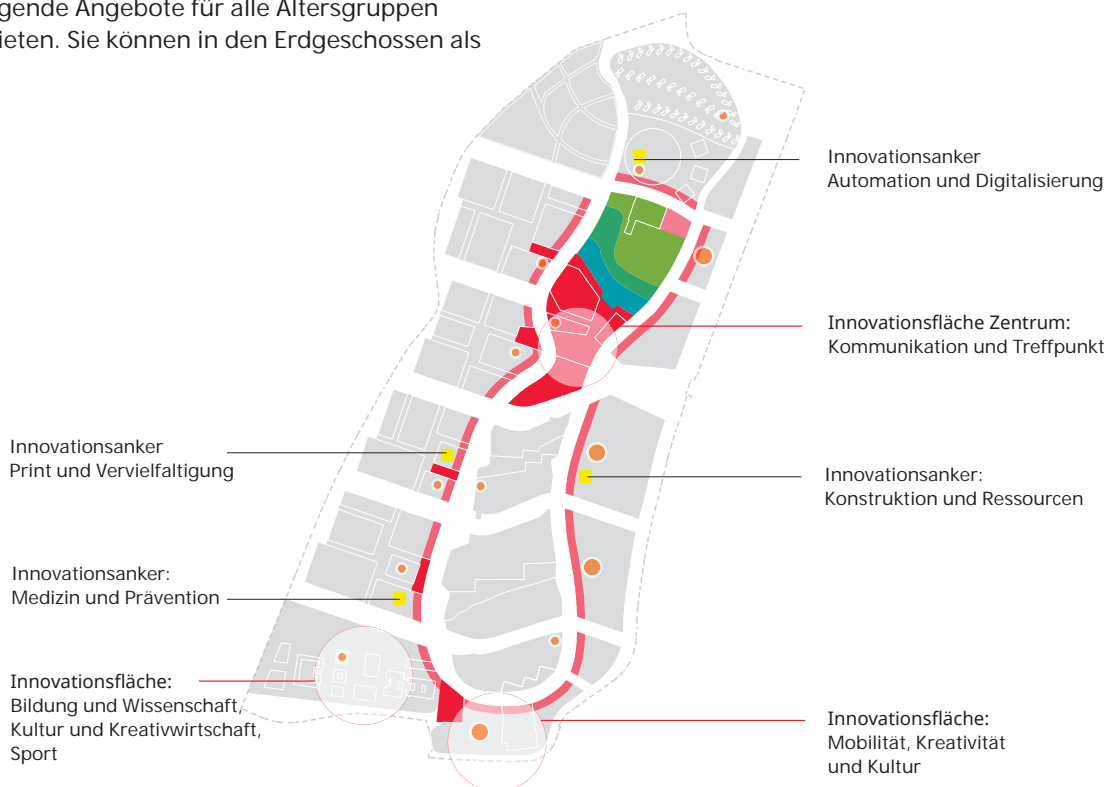 gende Angebote für alle Altersgruppen
ieten. Sie können in den Erdgeschossen als
Innovationsanker
Automation und Digitalisierung
Innovationsfläche Zentrum:
Kommunikation und Treffpunkt
Innovationsanker
Print und Vervielfaltigung
Innovationsanker:
Konstruktion und Ressourcen
Innovationsanker:
Medizin und Prävention
Innovationsfläche:
Bildung und Wissenschaft,
Kultur und Kreativwirtschaft,
Sport
Innovationsfläche:
Mobilität, Kreativität
und Kultur